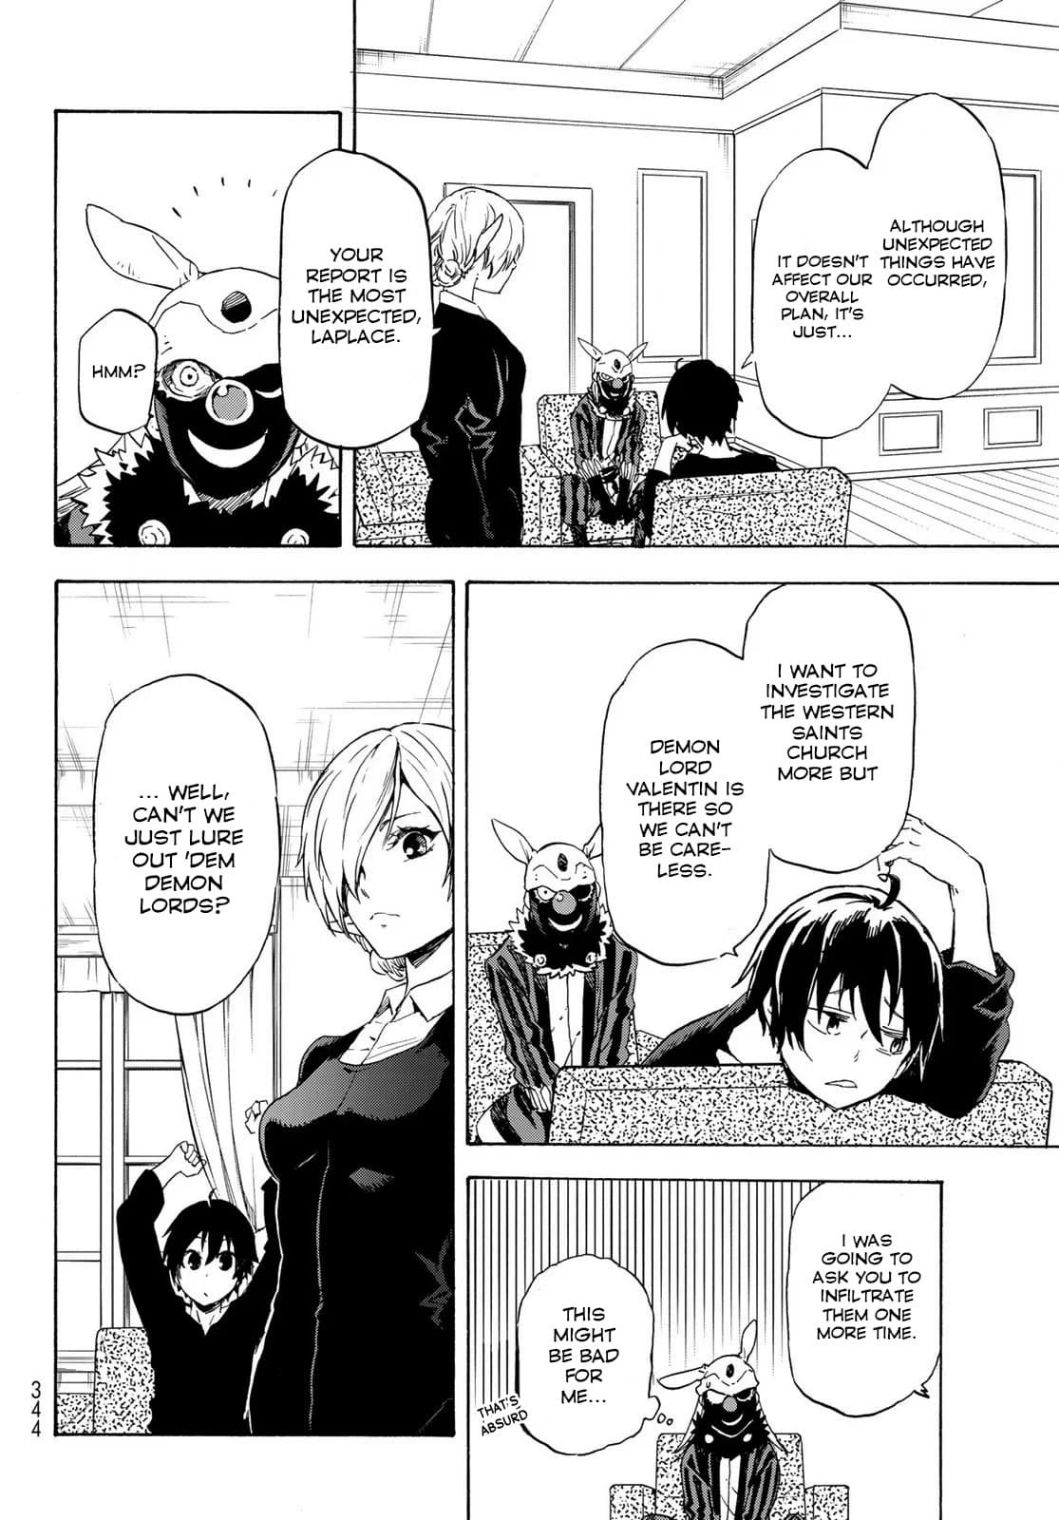 ALTHOUGH
UNEXPECTED
THINGS HAVE
OCCURRED,
IT DOESN'T
AFFECT OUR
OVERALL
PLAN, IT'S
JUST...
YOUR
REPORT IS
THE MOST
UNEXPECTED,
LAPLACE.
HMM?
I WANT TO
INVESTIGATE
THE WESTERN
SAINTS
CHURCH
MORE BUT
DEMON
LORD
VALENTIN IS
THERE SO
WE CAN'T
BE CARE-
LESS.
I WAS
GOING TO
ASK YOU TO
INFILTRATE
THEM ONE
MORE TIME.
THIS
MIGHT
BE BAD
FOR
ME...
THAT'S
ABSURD
... WELL,
CAN'T WE
JUST LURE
OUT 'DEM
DEMON
LORDS?
344